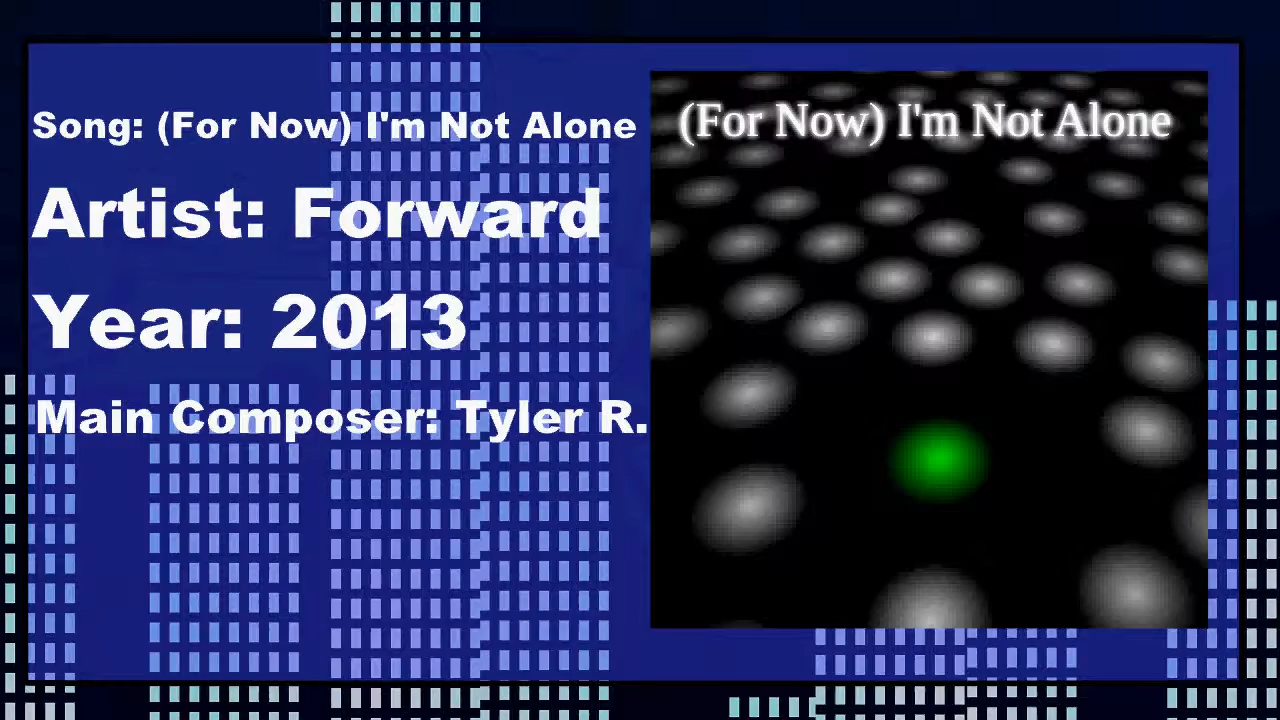 Song: (For Now) I'm Not Alone
Artist: Forward
Year: 2013
Main Composer: Tyler R.
(For Now) I'm Not Alone